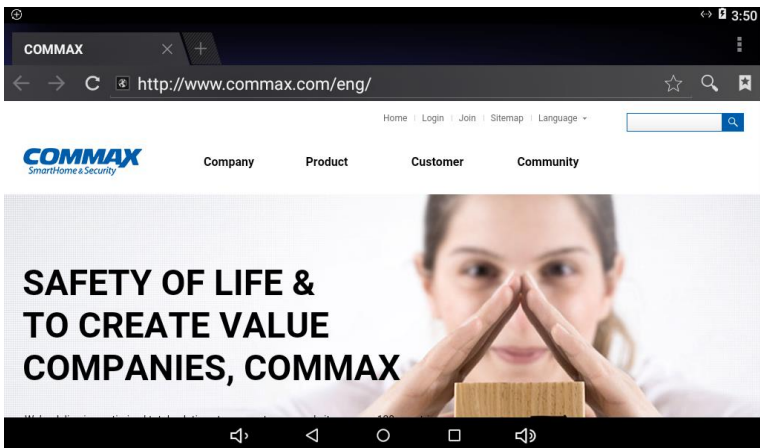 3:50
COMMAX
http://www.commax.com/eng/
Home Login Join Sitemap Language
COMMAX
SmartHome & Security
Company Product Customer Community
SAFETY OF LIFE &
TO CREATE VALUE
COMPANIES, COMMAX